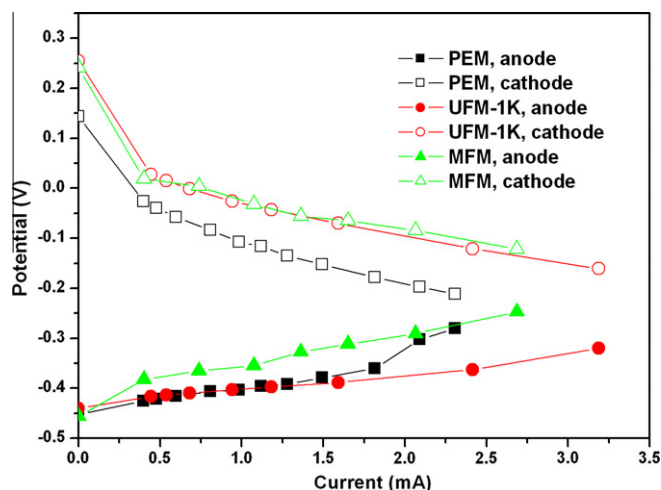 0.3
0.2
0.1
0.0
-0.1
-0.2
-0.3
-0.4
-0.5
Potential (V)
PEM, anode
PEM, cathode
UFM-1K, anode
UFM-1K, cathode
MFM, anode
MFM, cathode
0.0 0.5 1.0 1.5 2.0 2.5 3.0 3.5
Current (mA)